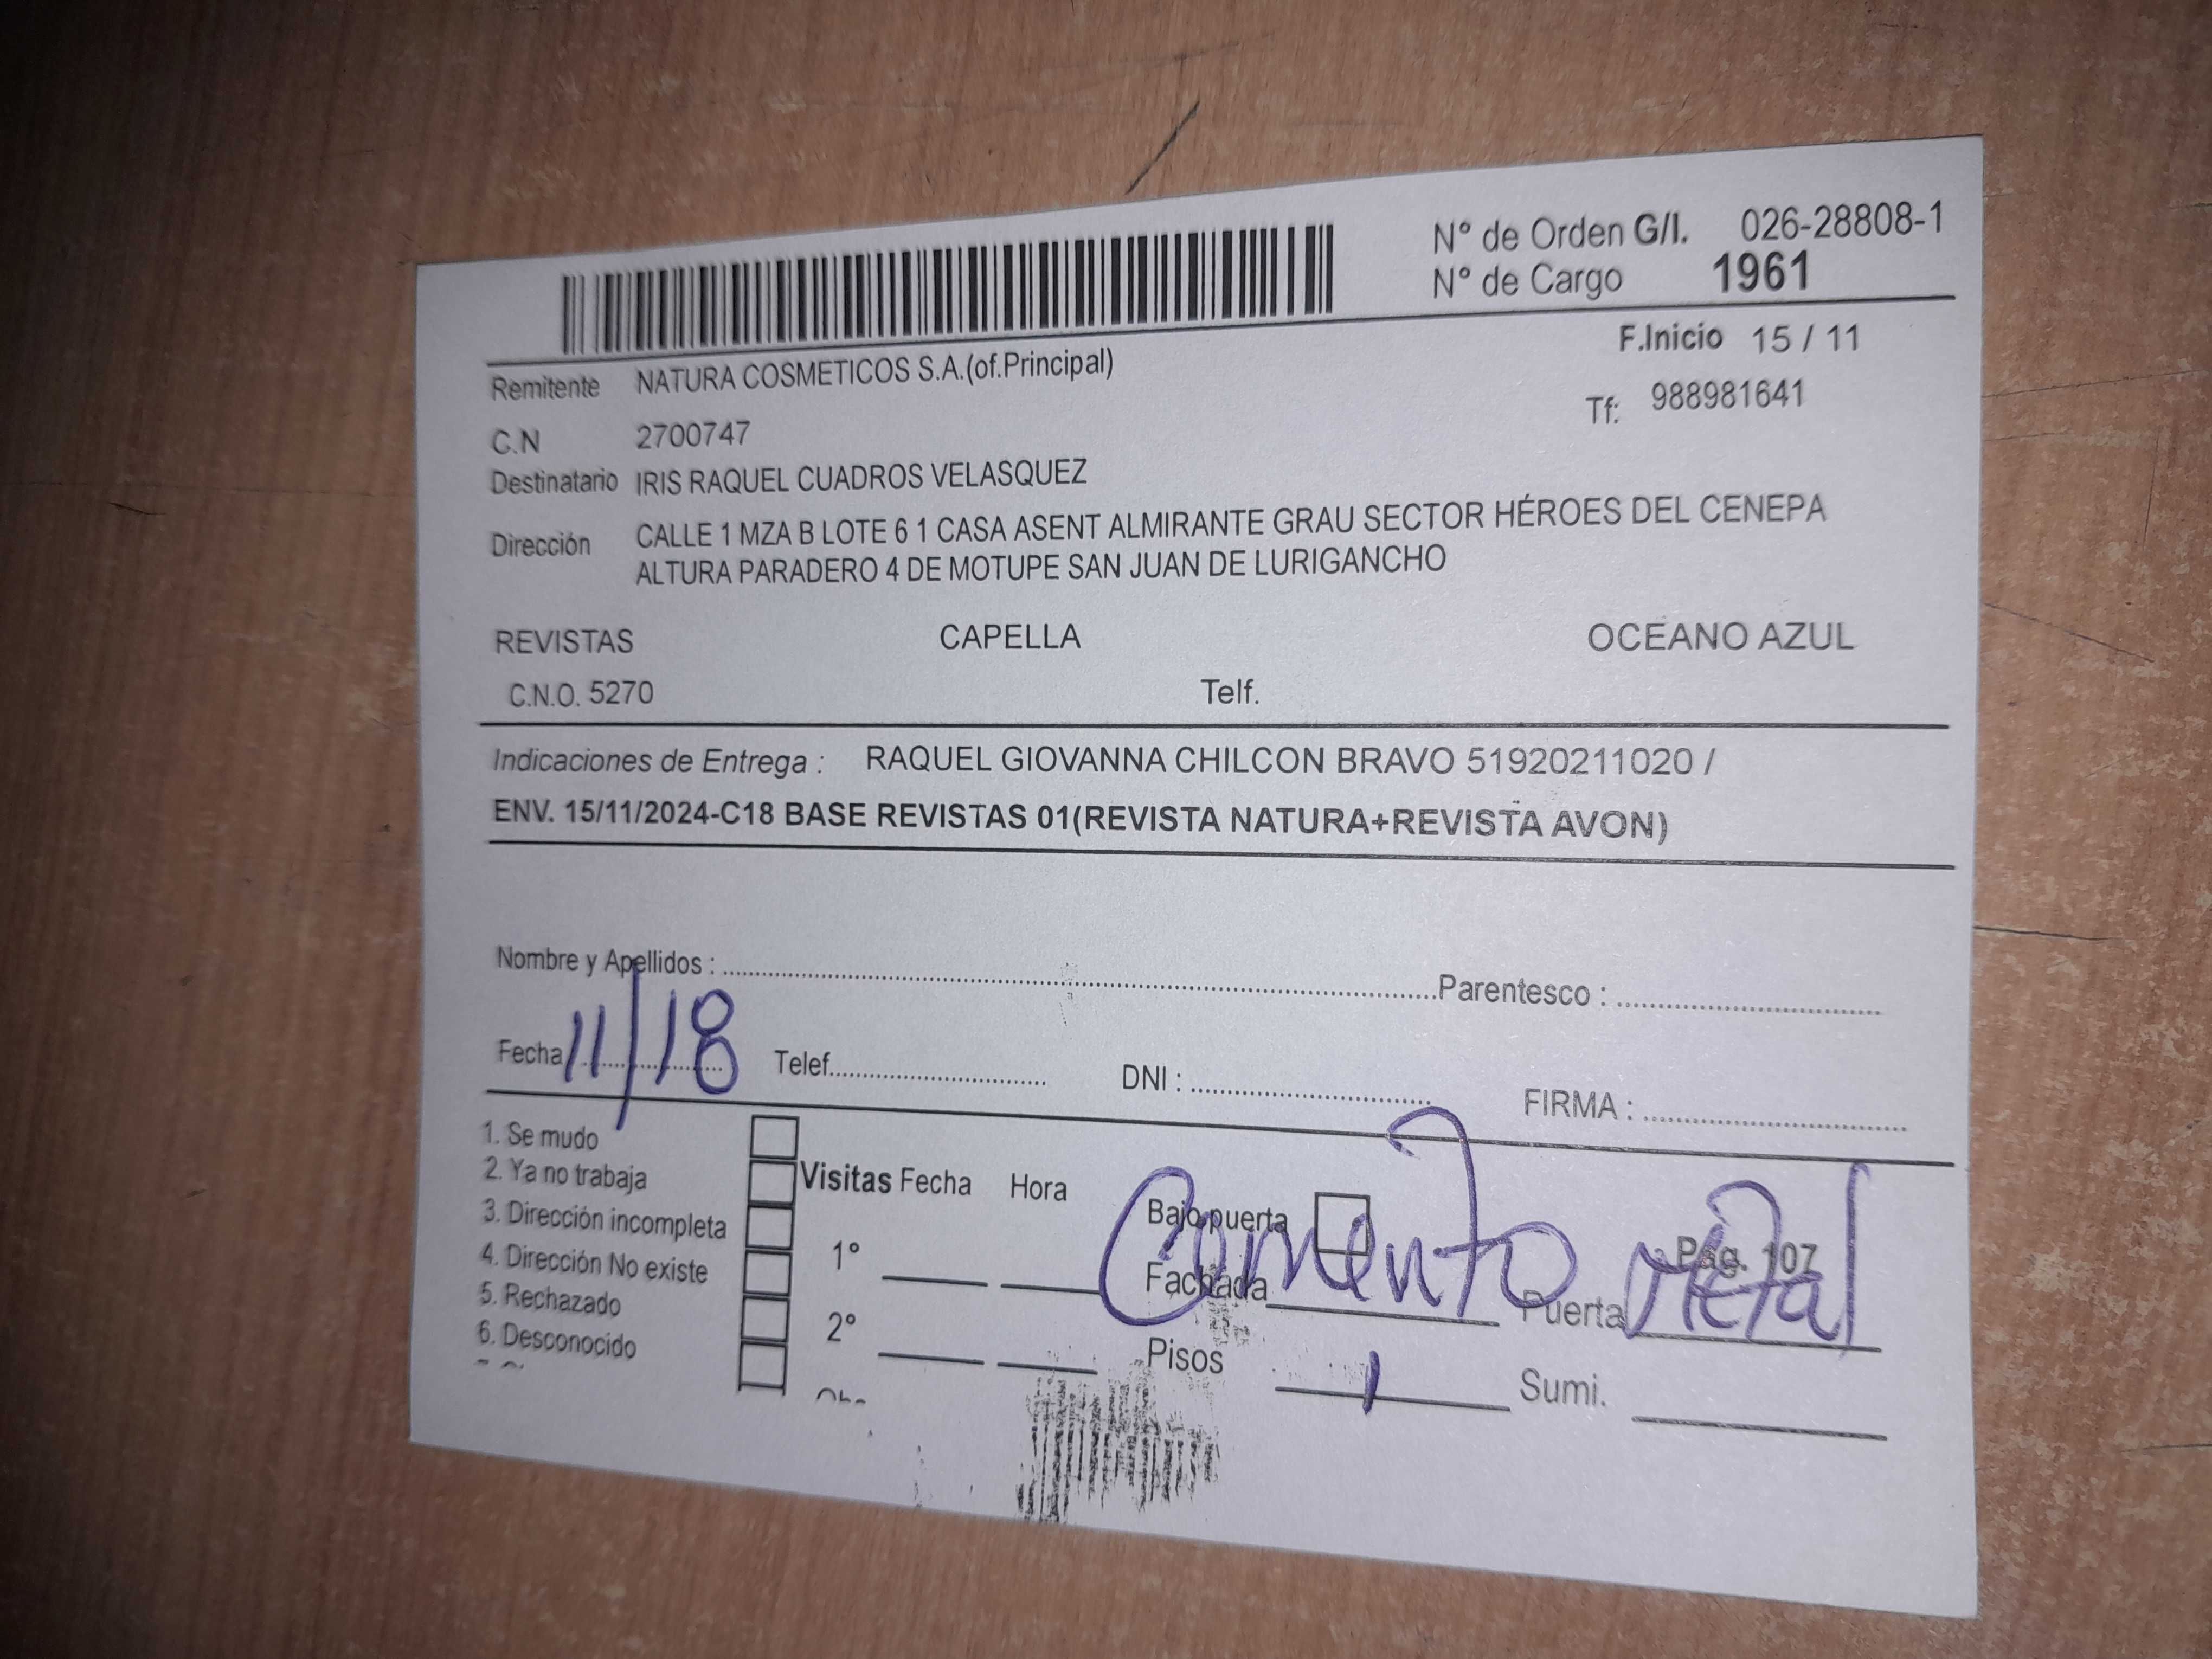 N° de Orden G/I. 026-28808-1
N° de Cargo 1961
F.Inicio 15 / 11
Remitente NATURA COSMETICOS S.A.(of.Principal)
Tf: 988981641
C.N 2700747
Destinatario IRIS RAQUEL CUADROS VELASQUEZ
Dirección CALLE 1 MZA B LOTE 6 1 CASA ASENT ALMIRANTE GRAU SECTOR HÉROES DEL CENEPA
ALTURA PARADERO 4 DE MOTUPE SAN JUAN DE LURIGANCHO
REVISTAS CAPELLA OCEANO AZUL
C.N.O. 5270 Telf.
Indicaciones de Entrega : RAQUEL GIOVANNA CHILCON BRAVO 51920211020 /
ENV. 15/11/2024-C18 BASE REVISTAS 01(REVISTA NATURA+REVISTA AVON)
Nombre y Apellidos : Parentesco :
Fecha 11/18 Telef. DNI : FIRMA :
1. Se mudo
2. Ya no trabaja
3. Dirección incompleta
4. Dirección No existe
5. Rechazado
6. Desconocido
Visitas Fecha Hora
1°
2°
Bajo puerta
Pág. 107
Fachada Cemento Puerta Metal
Pisos 1 Sumi.